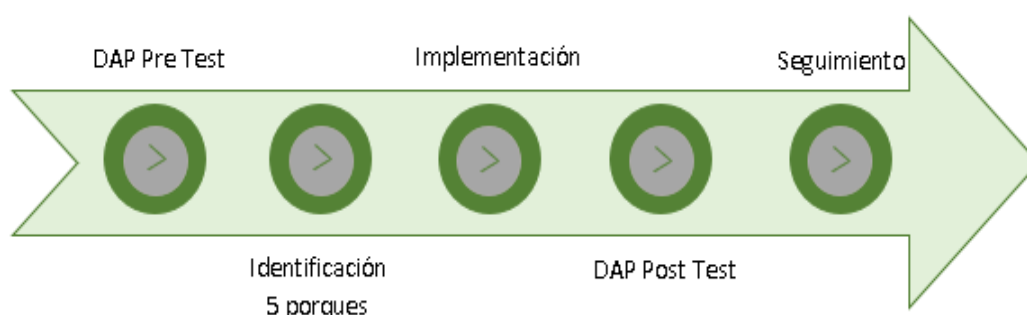 DAP Pre Test
Implementación
Seguimiento
Identificación
5 porques
DAP Post Test